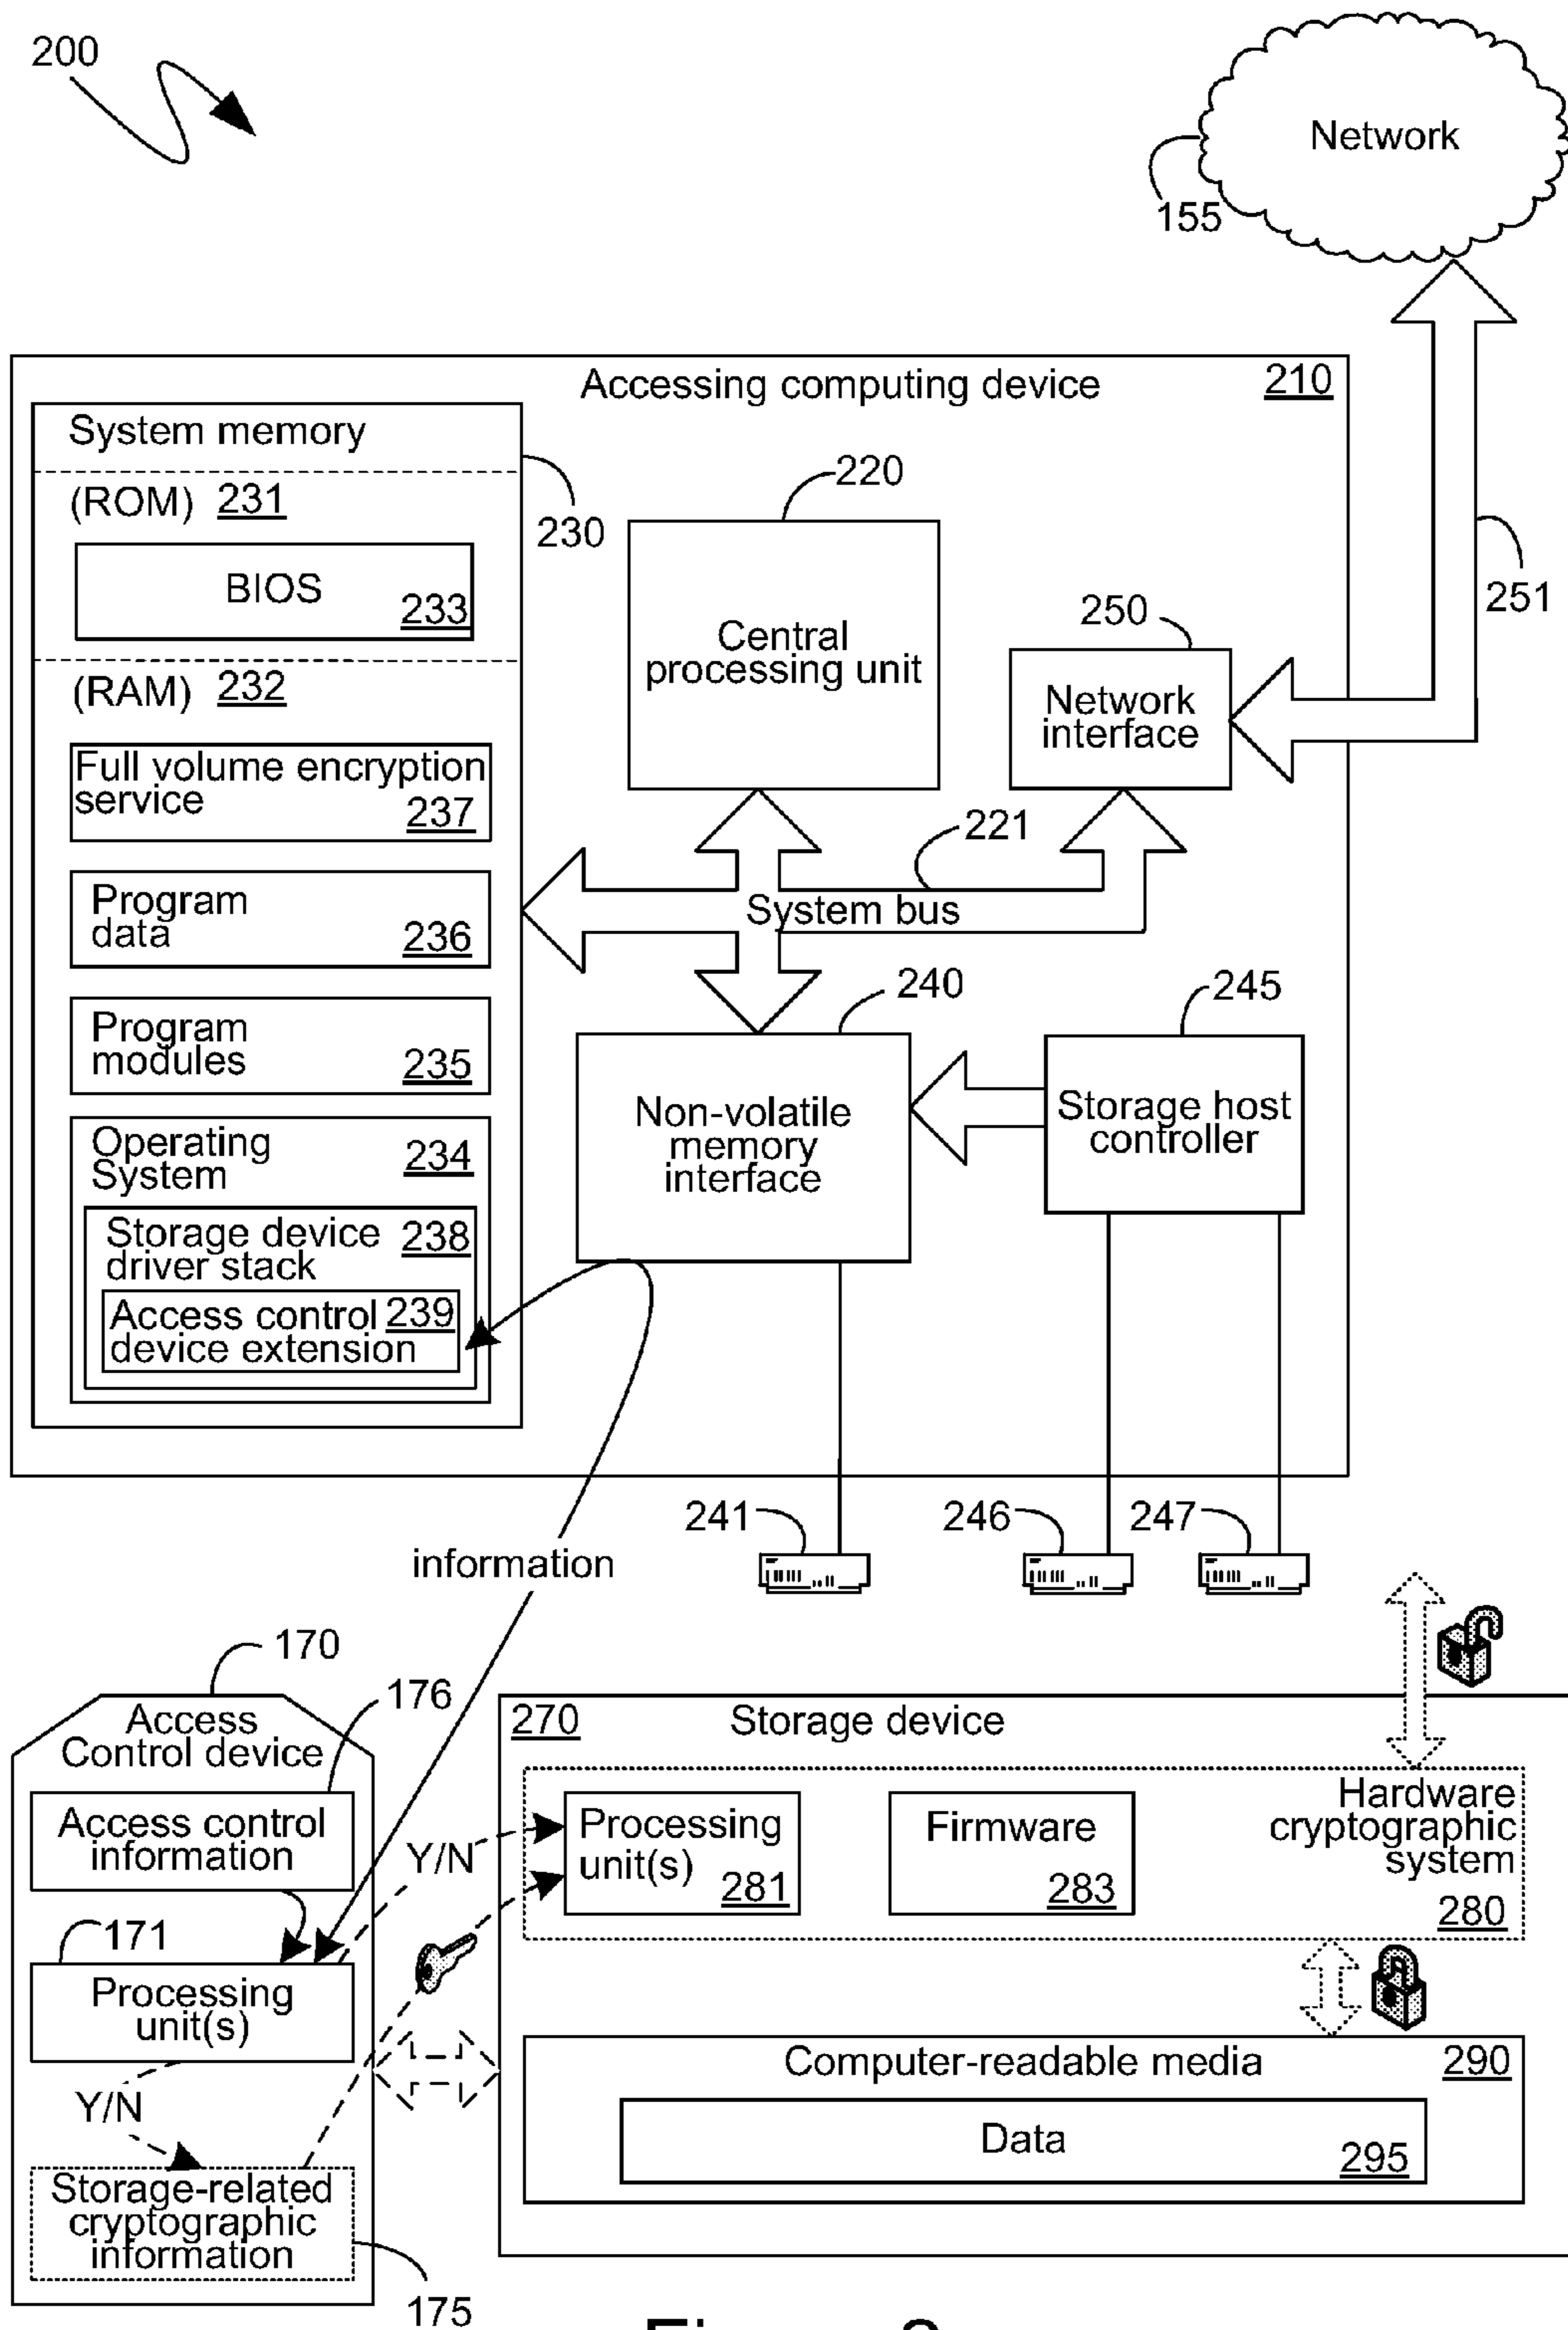 200
Network
155
Accessing computing device 210
System memory
(ROM) 231
230
BIOS
233
(RAM) 232
Full volume encryption
service
237
Program
data
236
Program
modules
235
Operating
System
234
Storage device
driver stack
238
Access control
device extension
239
220
Central
processing unit
250
Network
interface
251
221
System bus
240
Non-volatile
memory
interface
245
Storage host
controller
241
246
247
information
170
176
Access
Control device
Access control
information
171
Processing
unit(s)
Y/N
Y/N
Storage-related
cryptographic
information
175
270
Storage device
Processing
unit(s)
281
Firmware
283
Hardware
cryptographic
system
280
Computer-readable media 290
Data
295